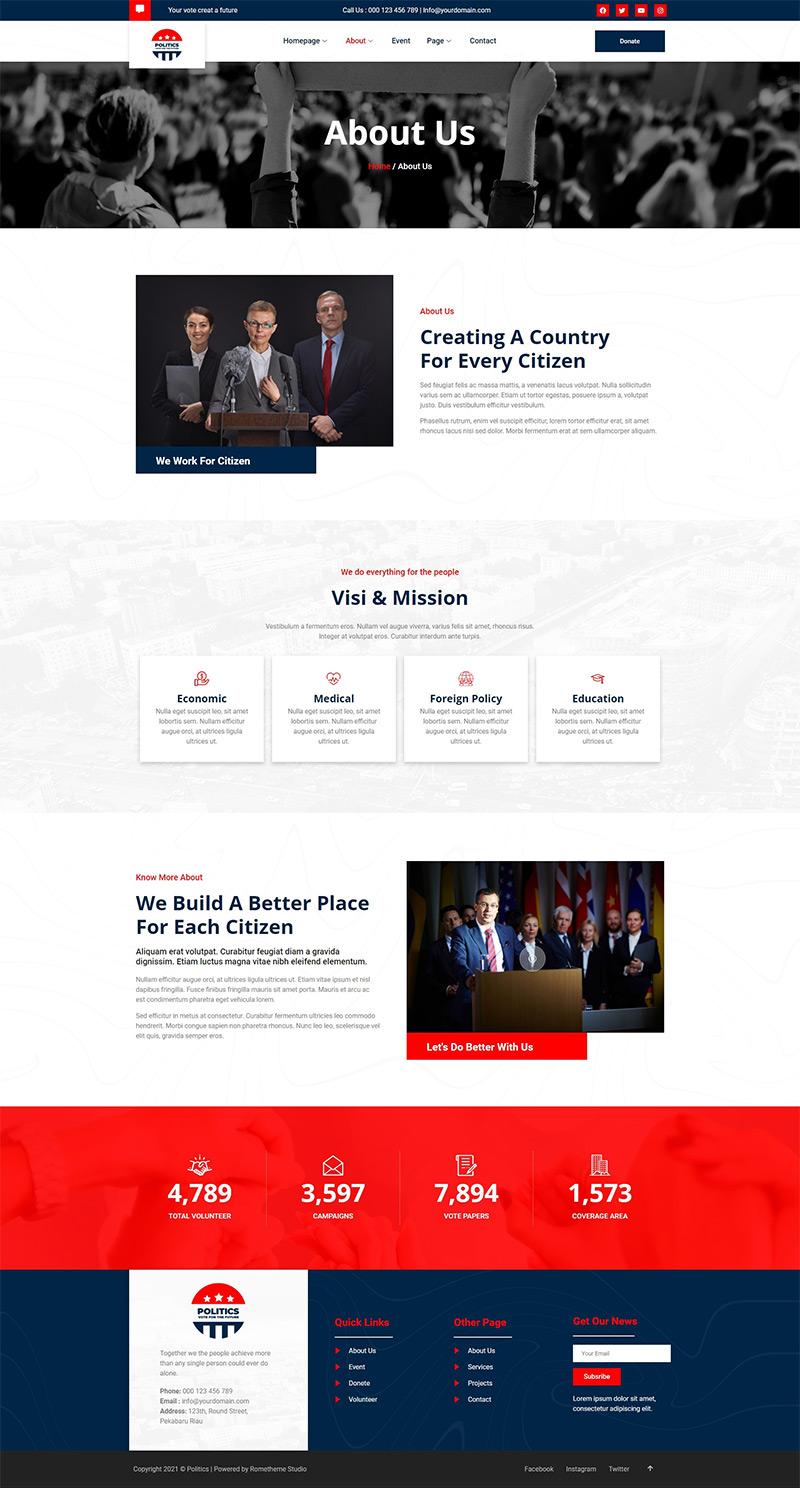 Your vote creat a future
Call Us : 000 123 456 789 | Info@yourdomain.com
POLITICS
VOTE FOR THE FUTURE
Homepage
About
Event
Page
Contact
Donate
About Us
Home / About Us
We Work For Citizen
About Us
Creating A Country
For Every Citizen
Sed feugiat felis ac massa mattis, a venenatis lacus volutpat. Nulla sollicitudin
varius sem ac ullamcorper. Etiam ut tortor egestas, posuere ipsum a, volutpat
justo. Duis vestibulum efficitur vestibulum.
Phasellus rutrum, enim vel suscipit efficitur, lorem tortor efficitur erat, sit amet
rhoncus lacus nisi sed dolor. Morbi fermentum erat at sem ullamcorper aliquam.
We do everything for the people
Visi & Mission
Vestibulum a fermentum eros. Nullam vel augue viverra, varius felis sit amet, rhoncus risus.
Integer at volutpat eros. Curabitur interdum ante turpis.
Economic
Nulla eget suscipit leo, sit amet
lobortis sem. Nullam efficitur
augue orci, at ultrices ligula
ultrices ut.
Medical
Nulla eget suscipit leo, sit amet
lobortis sem. Nullam efficitur
augue orci, at ultrices ligula
ultrices ut.
Foreign Policy
Nulla eget suscipit leo, sit amet
lobortis sem. Nullam efficitur
augue orci, at ultrices ligula
ultrices ut.
Education
Nulla eget suscipit leo, sit amet
lobortis sem. Nullam efficitur
augue orci, at ultrices ligula
ultrices ut.
Know More About
We Build A Better Place
For Each Citizen
Aliquam erat volutpat. Curabitur feugiat diam a gravida
dignissim. Etiam luctus magna vitae nibh eleifend elementum.
Nullam efficitur augue orci, at ultrices ligula ultrices ut. Etiam vitae ipsum et nisl
dapibus fringilla. Fusce finibus fringilla mauris sit amet porta. Mauris et arcu ac
est condimentum pharetra eget vehicula lorem.
Sed efficitur in metus at consectetur. Curabitur fermentum ultricies leo commodo
hendrerit. Morbi congue sapien non pharetra rhoncus. Nunc leo leo, scelerisque vel
elit quis, gravida semper eros.
Let's Do Better With Us
4,789
TOTAL VOLUNTEER
3,597
CAMPAIGNS
7,894
VOTE PAPERS
1,573
COVERAGE AREA
POLITICS
VOTE FOR THE FUTURE
Together we the people achieve more
than any single person could ever do
alone.
Phone: 000 123 456 789
Email : info@yourdomain.com
Address: 123th, Round Street,
Pekabaru Riau
Quick Links
About Us
Event
Donete
Volunteer
Other Page
About Us
Services
Projects
Contact
Get Our News
Your Email
Subsribe
Lorem ipsum dolor sit amet,
consectetur adipiscing elit.
Copyright 2021 © Politics | Powered by Rometheme Studio
Facebook
Instagram
Twitter